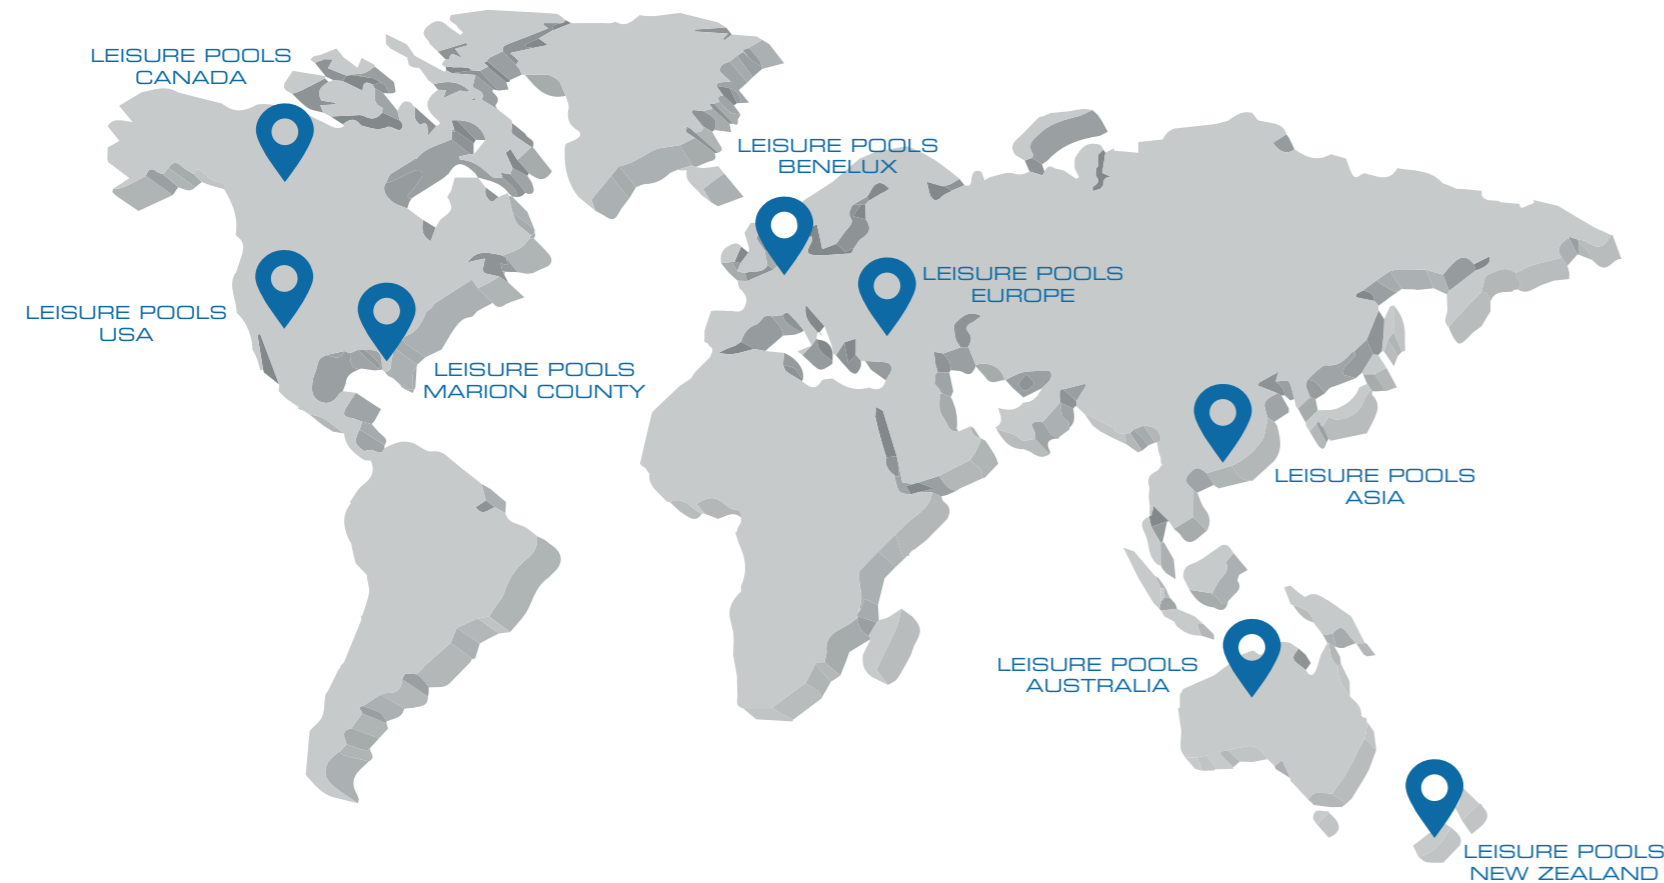 LEISURE POOLS
CANADA
LEISURE POOLS
BENELUX
LEISURE POOLS
EUROPE
LEISURE POOLS
USA
LEISURE POOLS
MARION COUNTY
LEISURE POOLS
ASIA
LEISURE POOLS
AUSTRALIA
LEISURE POOLS
NEW ZEALAND